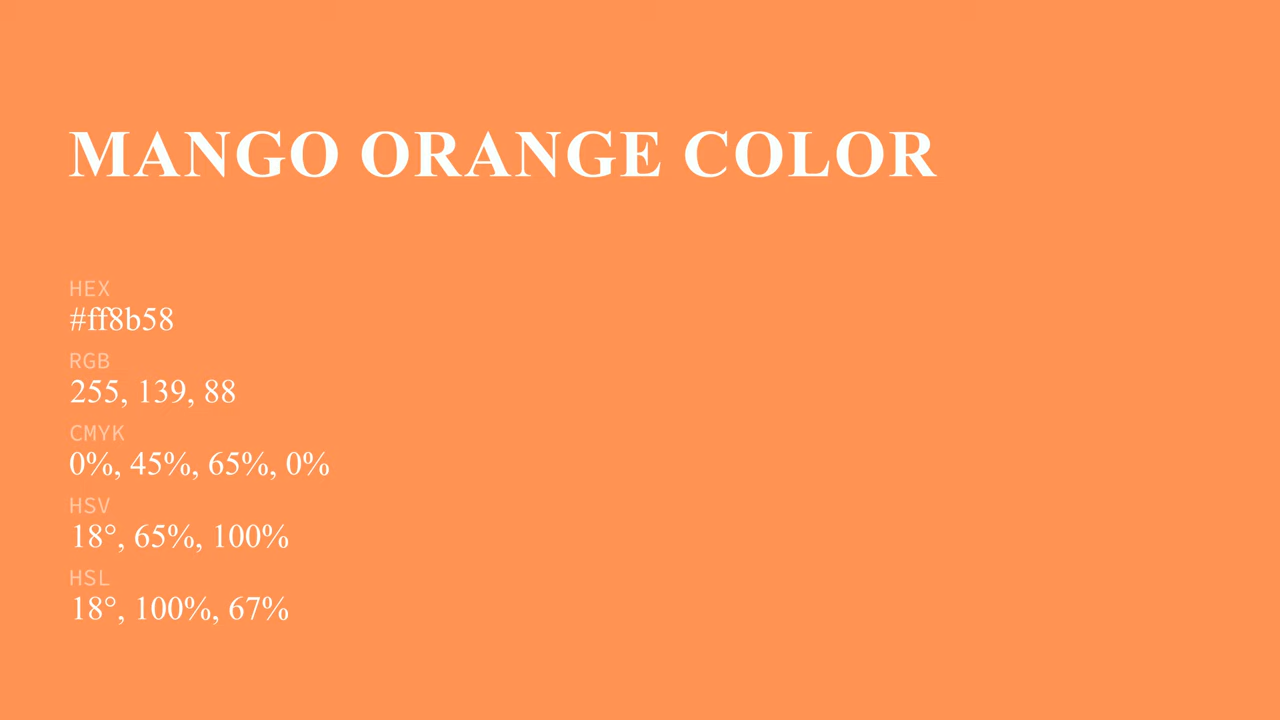 MANGO ORANGE COLOR
HEX
#ff8b58
RGB
255, 139, 88
CMYK
0%, 45%, 65%, 0%
HSV
18°, 65%, 100%
HSL
18°, 100%, 67%